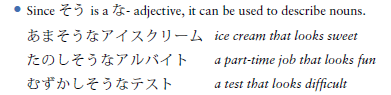 • Since そう is a な- adjective, it can be used to describe nouns.
あまそうなアイスクリーム ice cream that looks sweet
たのしそうなアルバイト a part-time job that looks fun
むずかしそうなテスト a test that looks difficult